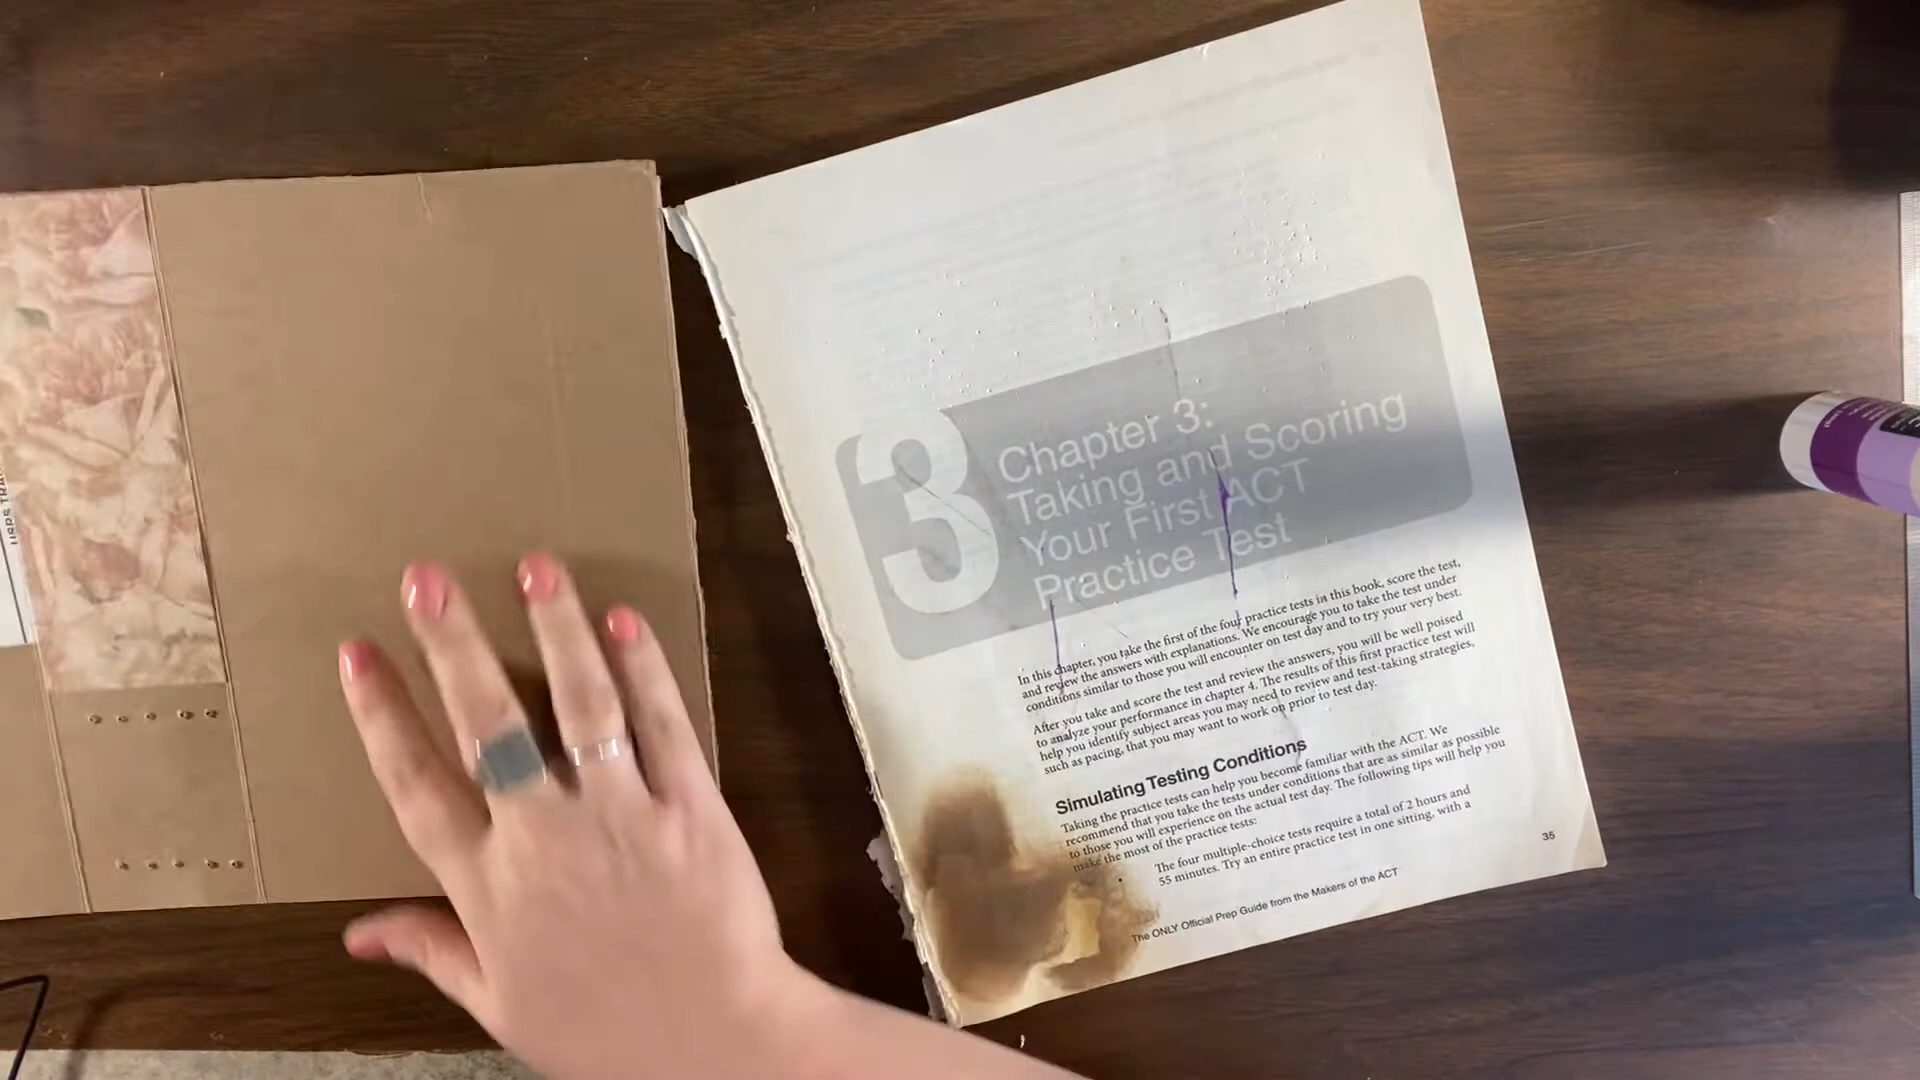 USPS TRA
3
Chapter 3:
Taking and Scoring
Your First ACT
Practice Test
In this chapter, you take the first of the four practice tests in this book, score the test,
and review the answers with explanations. We encourage you to take the test under
conditions similar to those you will encounter on test day and to try your very best.
After you take and score the test and review the answers, you will be well poised
to analyze your performance in chapter 4. The results of this first practice test will
help you identify subject areas you may need to review and test-taking strategies,
such as pacing, that you may want to work on prior to test day.
Simulating Testing Conditions
Taking the practice tests can help you become familiar with the ACT. We
recommend that you take the tests under conditions that are as similar as possible
to those you will experience on the actual test day. The following tips will help you
make the most of the practice tests:
The four multiple-choice tests require a total of 2 hours and
55 minutes. Try an entire practice test in one sitting, with a
35
The ONLY Official Prep Guide from the Makers of the ACT